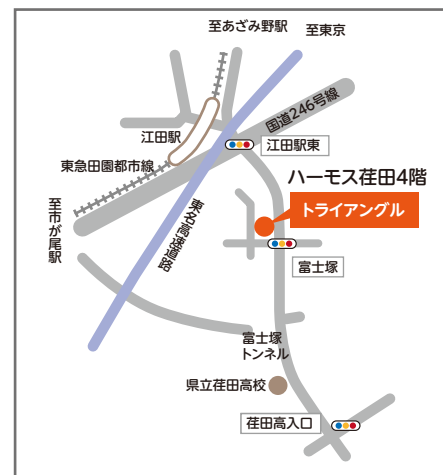 至あざみ野駅
至東京
国道246号線
江田駅
江田駅東
東急田園都市線
ハーモス荏田4階
トライアングル
至市が尾駅
東名高速道路
富士塚
富士塚
トンネル
県立荏田高校
荏田高入口